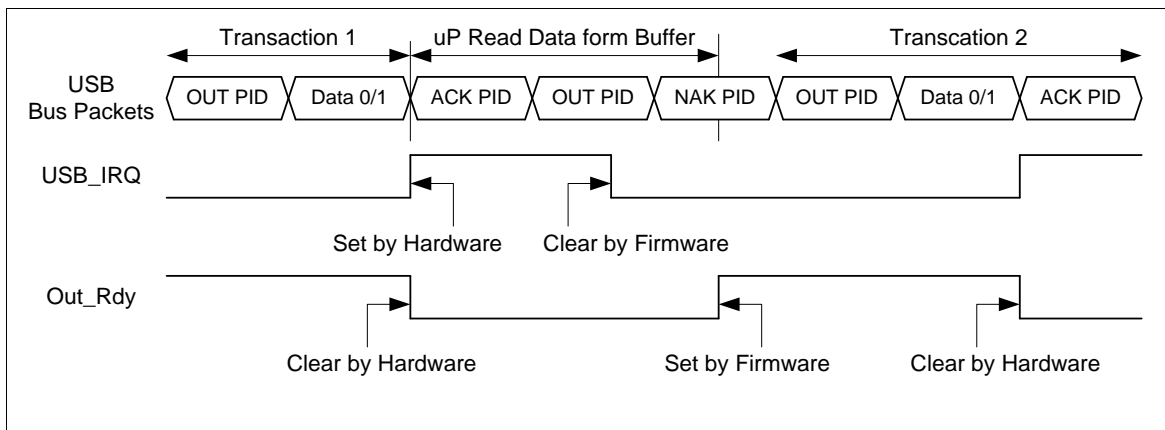 Transaction 1
uP Read Data form Buffer
Transcation 2
USB
Bus Packets
OUT PID
Data 0/1
ACK PID
OUT PID
NAK PID
OUT PID
Data 0/1
ACK PID
USB_IRQ
Set by Hardware
Clear by Firmware
Out_Rdy
Clear by Hardware
Set by Firmware
Clear by Hardware